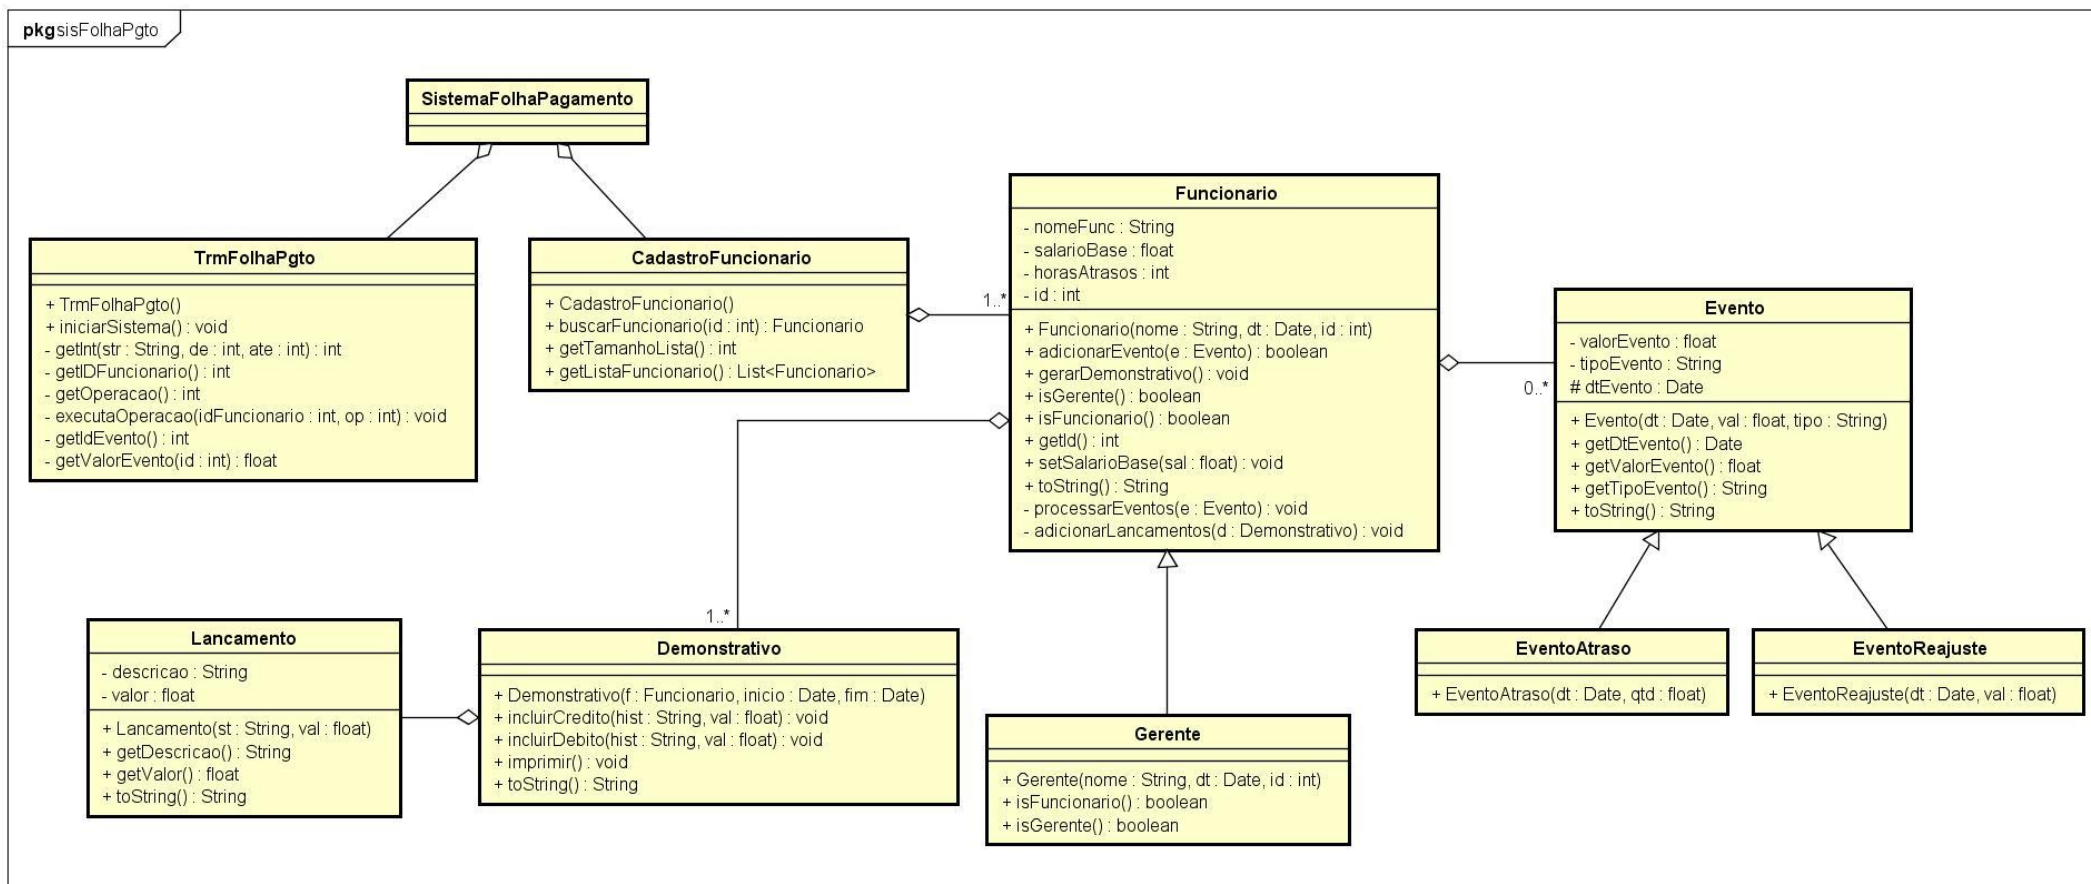 pkg sisFolhaPgto
SistemaFolhaPagamento
TrmFolhaPgto
+ TrmFolhaPgto()
+ iniciarSistema() : void
- getInt(str : String, de : int, ate : int) : int
- getIDFuncionario() : int
- getOperacao() : int
- executaOperacao(idFuncionario : int, op : int) : void
- getIdEvento() : int
- getValorEvento(id : int) : float
CadastroFuncionario
+ CadastroFuncionario()
+ buscarFuncionario(id : int) : Funcionario
+ getTamanhoLista() : int
+ getListaFuncionario() : List<Funcionario>
1..*
Funcionario
- nomeFunc : String
- salarioBase : float
- horasAtrasos : int
- id : int
+ Funcionario(nome : String, dt : Date, id : int)
+ adicionarEvento(e : Evento) : boolean
+ gerarDemonstrativo() : void
+ isGerente() : boolean
+ isFuncionario() : boolean
+ getId() : int
+ setSalarioBase(sal : float) : void
+ toString() : String
- processarEventos(e : Evento) : void
- adicionarLancamentos(d : Demonstrativo) : void
0..*
Evento
- valorEvento : float
- tipoEvento : String
# dtEvento : Date
+ Evento(dt : Date, val : float, tipo : String)
+ getDtEvento() : Date
+ getValorEvento() : float
+ getTipoEvento() : String
+ toString() : String
1..*
Lancamento
- descricao : String
- valor : float
+ Lancamento(st : String, val : float)
+ getDescricao() : String
+ getValor() : float
+ toString() : String
Demonstrativo
+ Demonstrativo(f : Funcionario, inicio : Date, fim : Date)
+ incluirCredito(hist : String, val : float) : void
+ incluirDebito(hist : String, val : float) : void
+ imprimir() : void
+ toString() : String
Gerente
+ Gerente(nome : String, dt : Date, id : int)
+ isFuncionario() : boolean
+ isGerente() : boolean
EventoAtraso
+ EventoAtraso(dt : Date, qtd : float)
EventoReajuste
+ EventoReajuste(dt : Date, val : float)